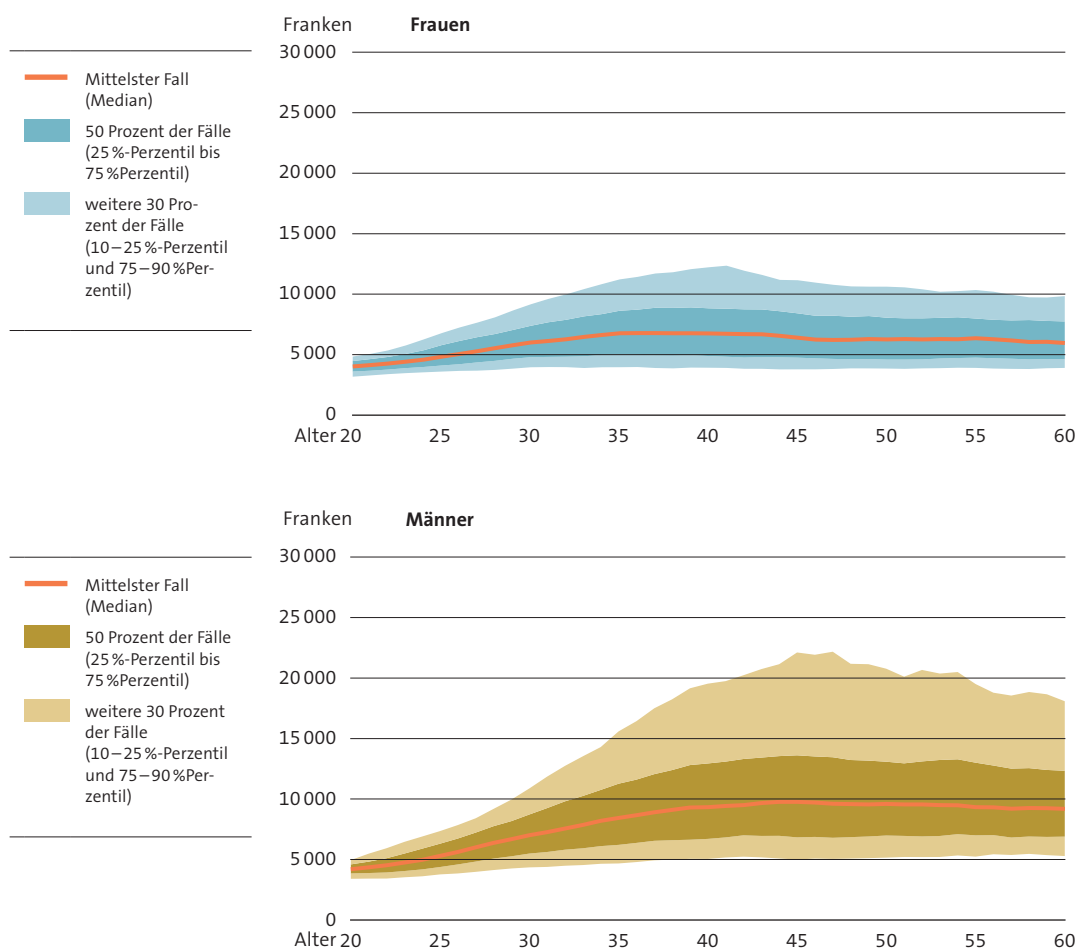 Franken Frauen
30 000
25 000
20 000
15 000
10 000
5 000
0
Alter 20 25 30 35 40 45 50 55 60
Mittelster Fall
(Median)
50 Prozent der Fälle
(25 %-Perzentil bis
75 %Perzentil)
weitere 30 Pro-
zent der Fälle
(10–25 %-Perzentil
und 75–90 %Per-
zentil)
Franken Männer
30 000
25 000
20 000
15 000
10 000
5 000
0
Alter 20 25 30 35 40 45 50 55 60
Mittelster Fall
(Median)
50 Prozent der Fälle
(25 %-Perzentil bis
75 %Perzentil)
weitere 30 Prozent
der Fälle
(10–25 %-Perzentil
und 75–90 %Per-
zentil)